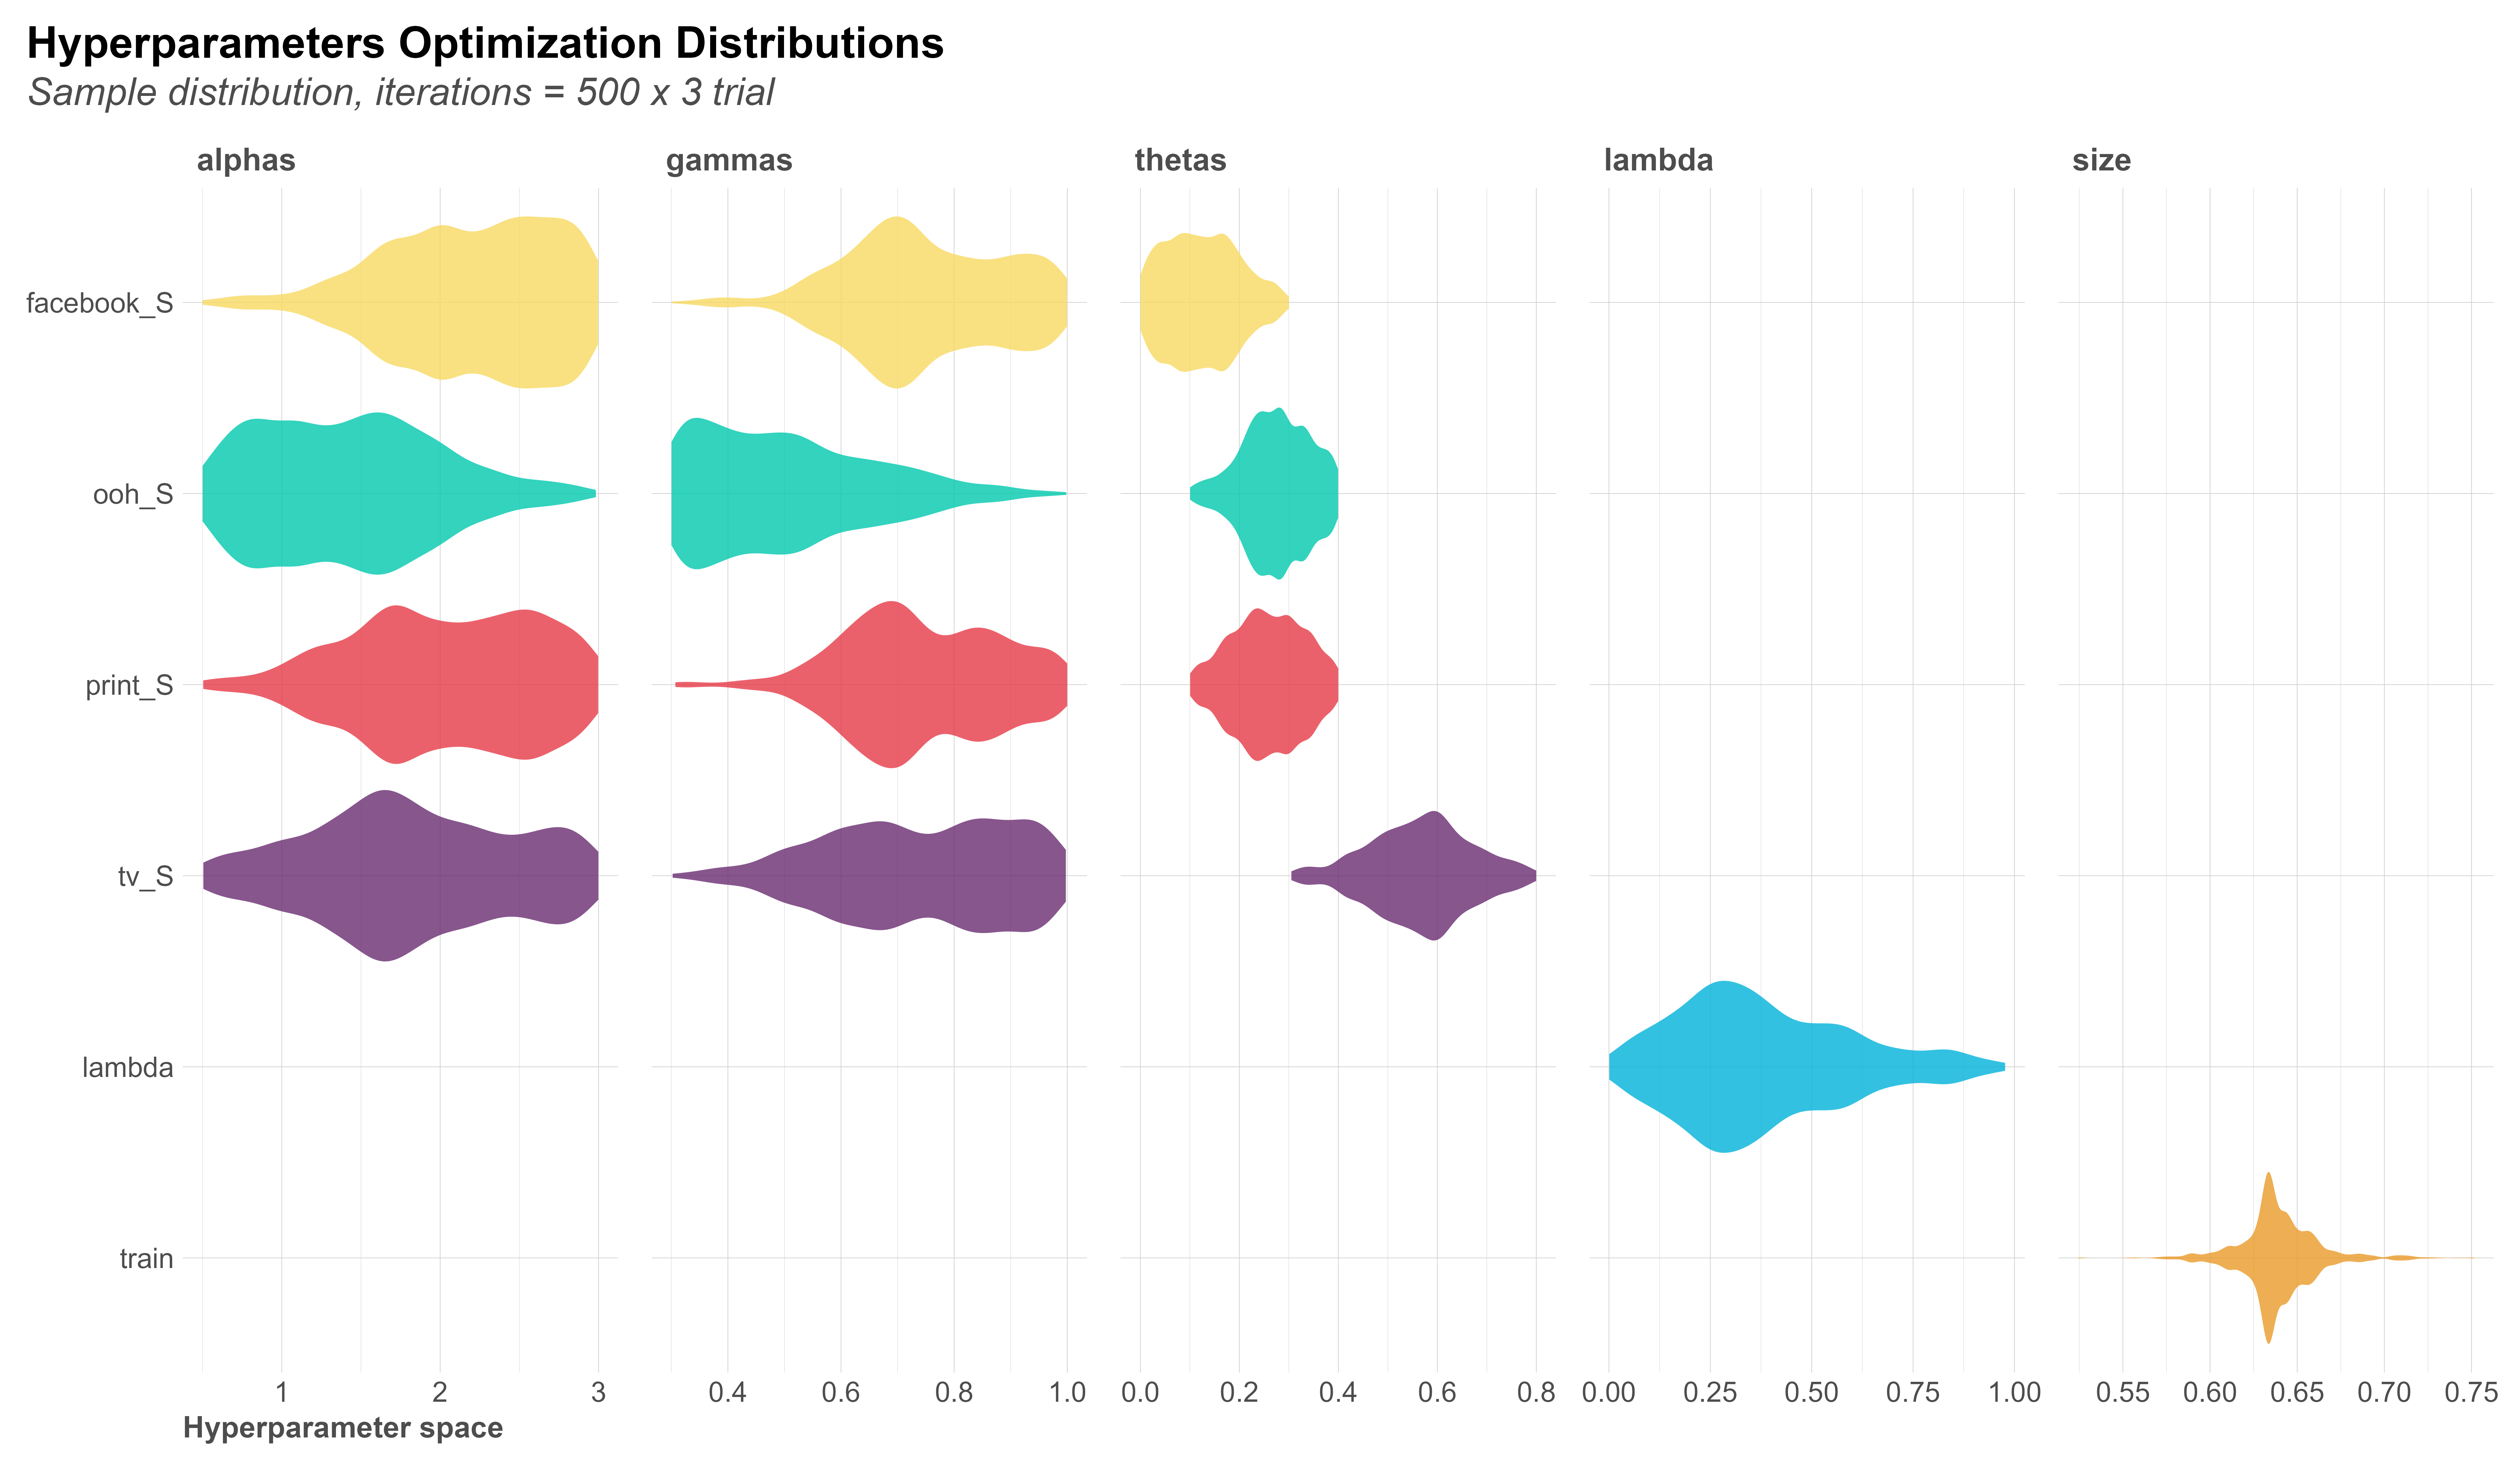 Hyperparameters Optimization Distributions
Sample distribution, iterations = 500 x 3 trial
alphas gammas thetas lambda size
facebook_S
ooh_S
print_S
tv_S
lambda
train
1 2 3 0.4 0.6 0.8 1.0 0.0 0.2 0.4 0.6 0.8 0.00 0.25 0.50 0.75 1.00 0.55 0.60 0.65 0.70 0.75
Hyperparameter space